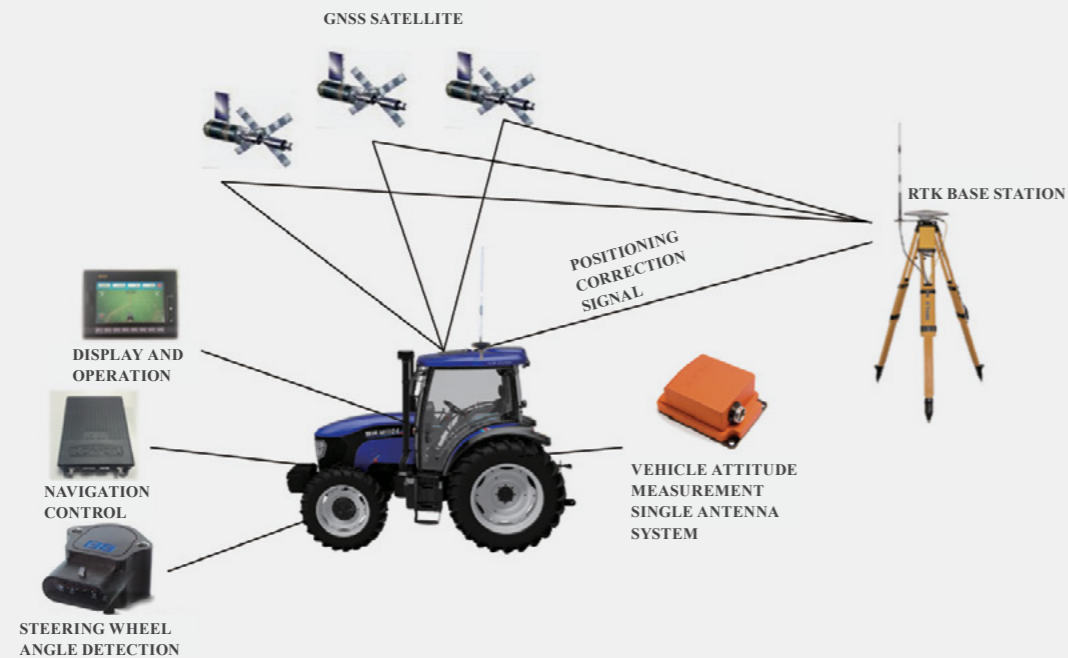 GNSS SATELLITE
RTK BASE STATION
POSITIONING
CORRECTION
SIGNAL
DISPLAY AND
OPERATION
NAVIGATION
CONTROL
VEHICLE ATTITUDE
MEASUREMENT
SINGLE ANTENNA
SYSTEM
STEERING WHEEL
ANGLE DETECTION